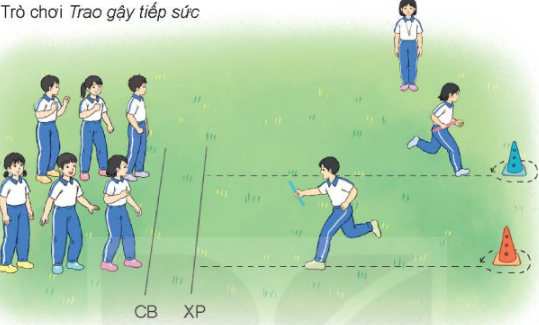 Trò chơi Trao gậy tiếp sức
CB XP